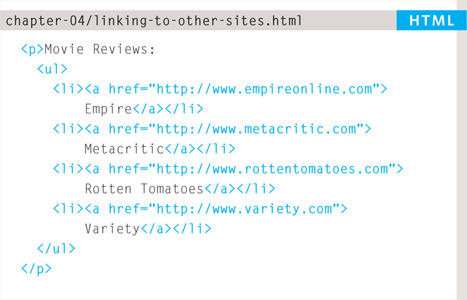 chapter-04/linking-to-other-sites.html HTML
<p>Movie Reviews:
<ul>
<li><a href="http://www.empireonline.com">
Empire</a></li>
<li><a href="http://www.metacritic.com">
Metacritic</a></li>
<li><a href="http://www.rottentomatoes.com">
Rotten Tomatoes</a></li>
<li><a href="http://www.variety.com">
Variety</a></li>
</ul>
</p>